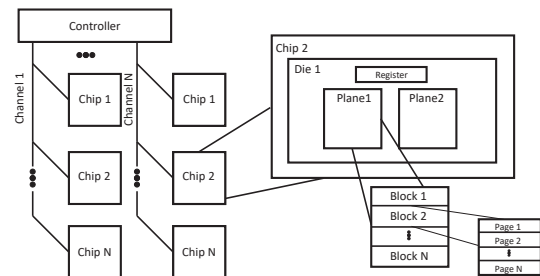 Controller
Channel 1
Channel N
Chip 1
Chip 1
Chip 2
Chip 2
Chip N
Chip N
Chip 2
Die 1
Register
Plane1
Plane2
Block 1
Block 2
Block N
Page 1
Page 2
Page N